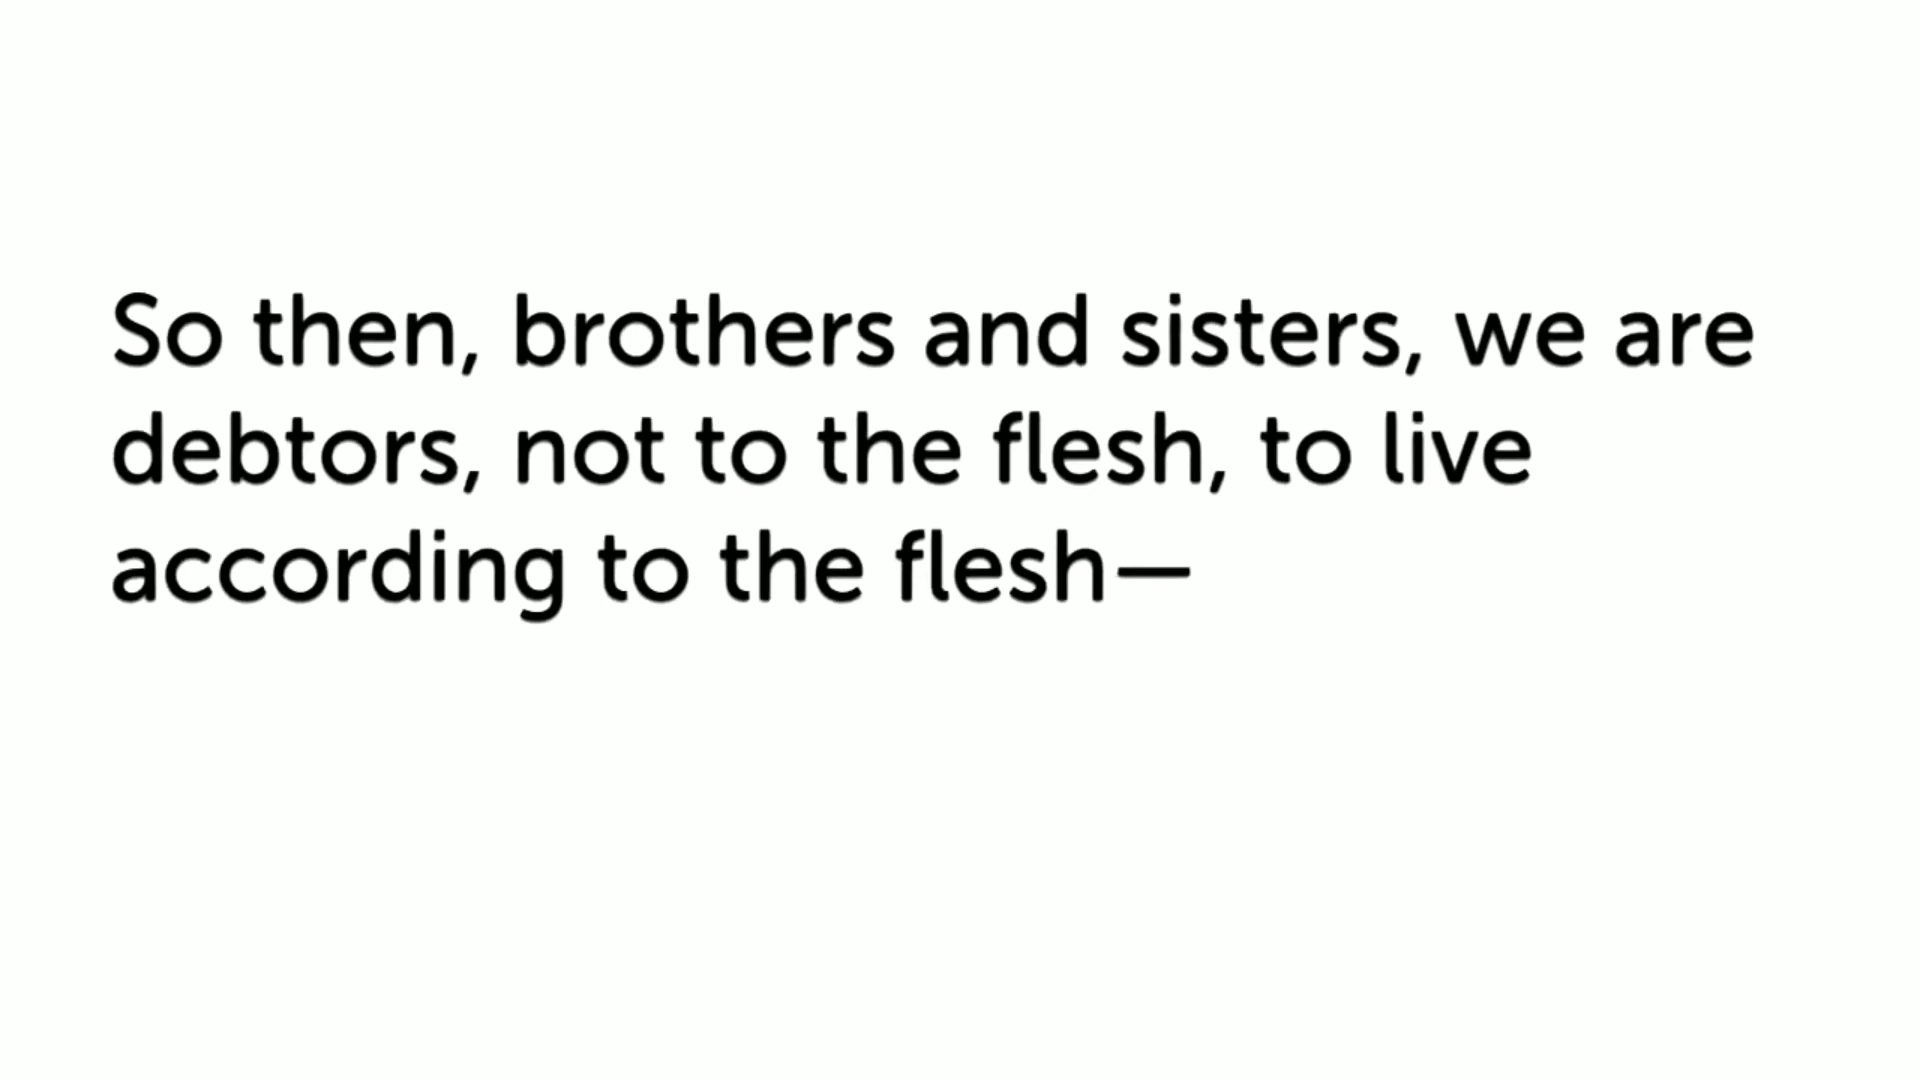 So then, brothers and sisters, we are
debtors, not to the flesh, to live
according to the flesh—